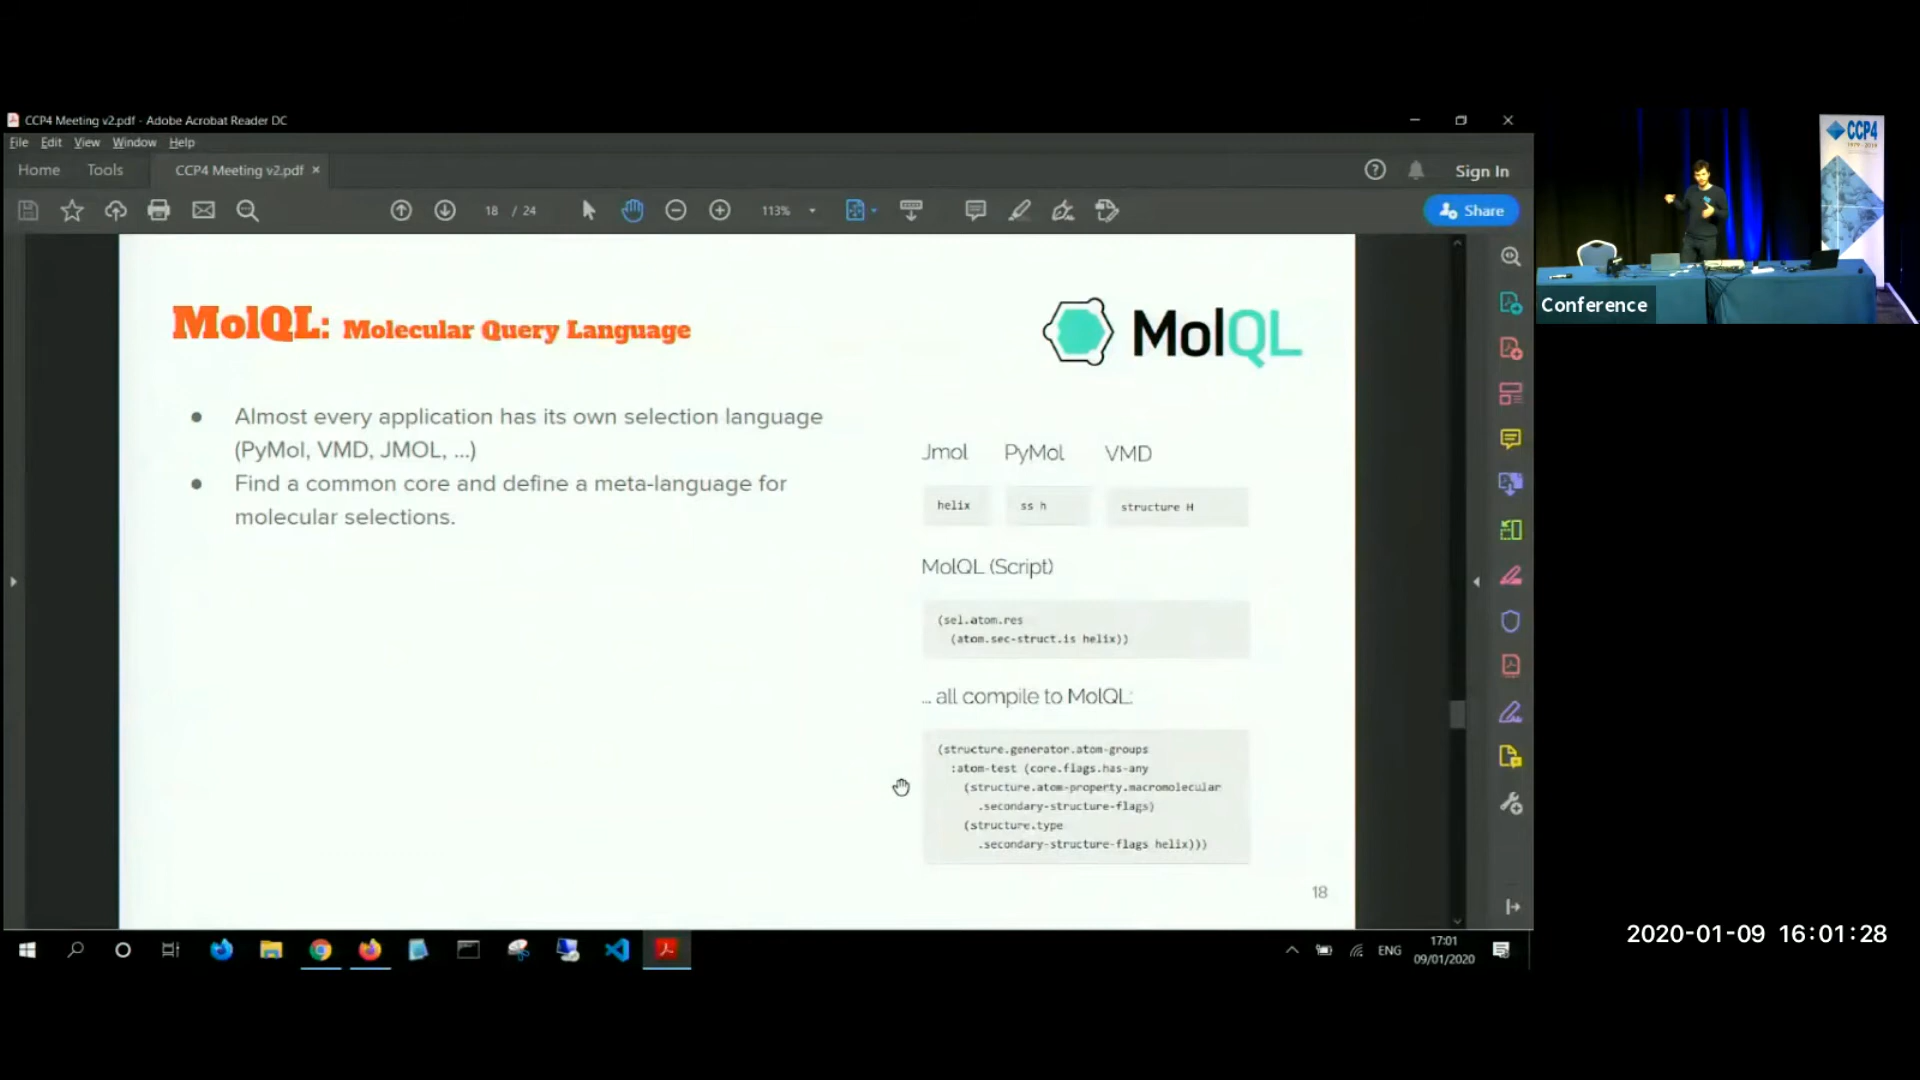 CCP4 Meeting v2.pdf - Adobe Acrobat Reader DC
File Edit View Window Help
Home Tools CCP4 Meeting v2.pdf × Sign In
18 / 24 113% Share
MolQL: Molecular Query Language
MolQL
● Almost every application has its own selection language
(PyMol, VMD, JMOL, ...)
● Find a common core and define a meta-language for
molecular selections.
Jmol PyMol VMD
helix ss h structure H
MolQL (Script)
(sel.atom.res
(atom.sec-struct.is helix))
... all compile to MolQL:
(structure.generator.atom-groups
:atom-test (core.flags.has-any
(structure.atom-property.macromolecular
.secondary-structure-flags)
(structure.type
.secondary-structure-flags helix)))
18
CCP4
Conference
2020-01-09 16:01:28
ENG
17:01
09/01/2020